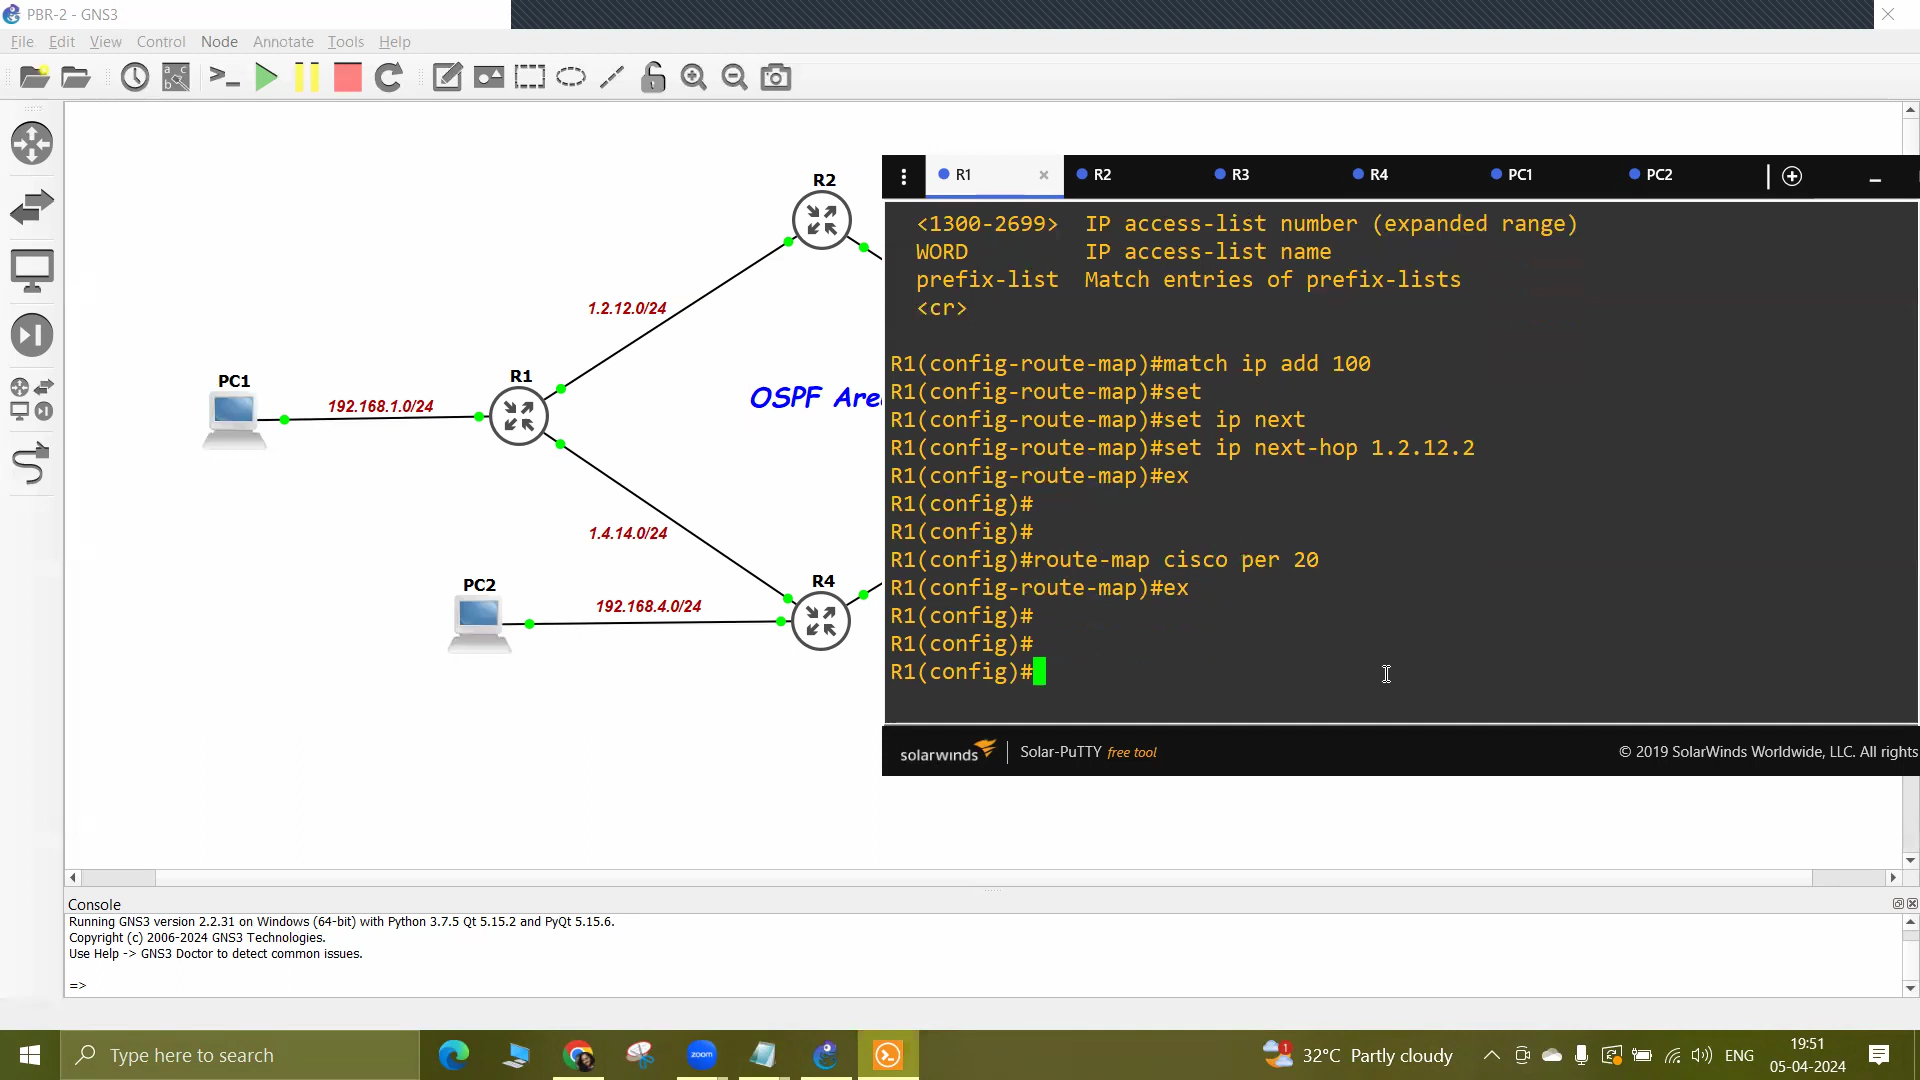 PBR-2 - GNS3
File Edit View Control Node Annotate Tools Help
R1 R2 R3 R4 PC1 PC2
<1300-2699> IP access-list number (expanded range)
WORD IP access-list name
prefix-list Match entries of prefix-lists
<cr>
R1(config-route-map)#match ip add 100
R1(config-route-map)#set
R1(config-route-map)#set ip next
R1(config-route-map)#set ip next-hop 1.2.12.2
R1(config-route-map)#ex
R1(config)#
R1(config)#
R1(config)#route-map cisco per 20
R1(config-route-map)#ex
R1(config)#
R1(config)#
R1(config)#
solarwinds Solar-PuTTY free tool © 2019 SolarWinds Worldwide, LLC. All rights
R2
1.2.12.0/24
PC1
R1
192.168.1.0/24
OSPF Are
1.4.14.0/24
PC2
R4
192.168.4.0/24
Console
Running GNS3 version 2.2.31 on Windows (64-bit) with Python 3.7.5 Qt 5.15.2 and PyQt 5.15.6.
Copyright (c) 2006-2024 GNS3 Technologies.
Use Help -> GNS3 Doctor to detect common issues.
=>
Type here to search
zoom
1
32°C Partly cloudy
ENG
19:51
05-04-2024